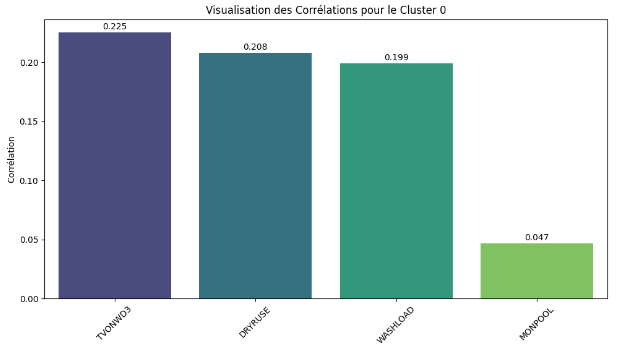 Visualisation des Corrélations pour le Cluster 0
0.225
0.208
0.199
0.047
0.20
0.15
0.10
0.05
0.00
Corrélation
TVONWD3
DRYRUSE
WASHLOAD
MONPOOL